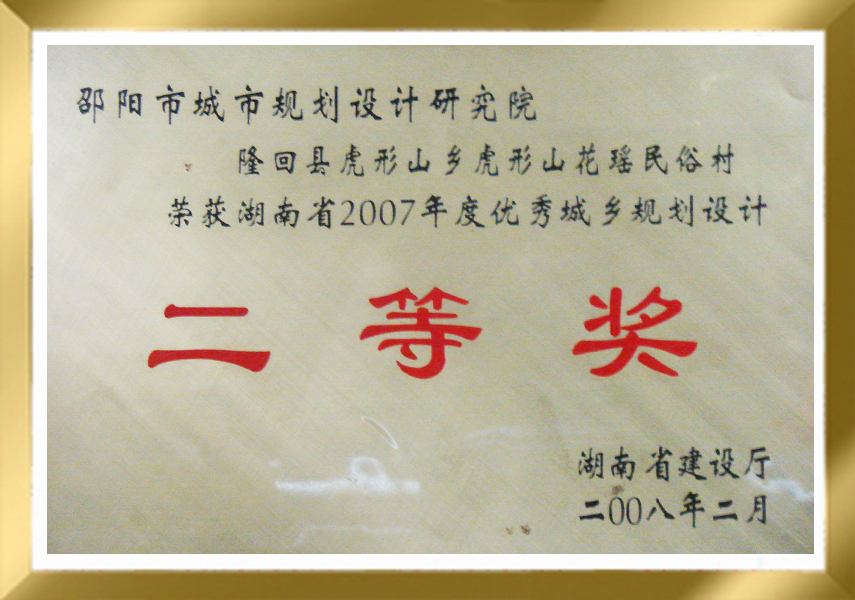 邵阳市城市规划设计研究院
隆回县虎形山乡虎形山花瑶民俗村
荣获湖南省2007年度优秀城乡规划设计
二等奖
湖南省建设厅
二00八年二月